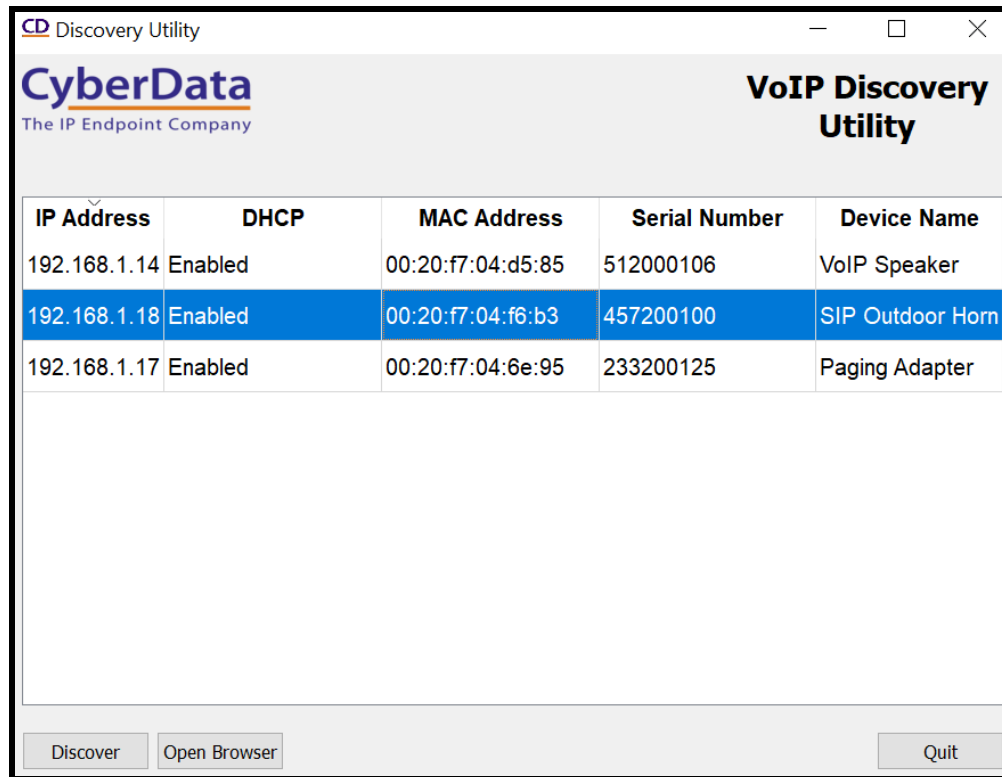 CD Discovery Utility
CyberData
The IP Endpoint Company
VoIP Discovery
Utility
IP Address DHCP MAC Address Serial Number Device Name
192.168.1.14 Enabled 00:20:f7:04:d5:85 512000106 VoIP Speaker
192.168.1.18 Enabled 00:20:f7:04:f6:b3 457200100 SIP Outdoor Horn
192.168.1.17 Enabled 00:20:f7:04:6e:95 233200125 Paging Adapter
Discover Open Browser Quit